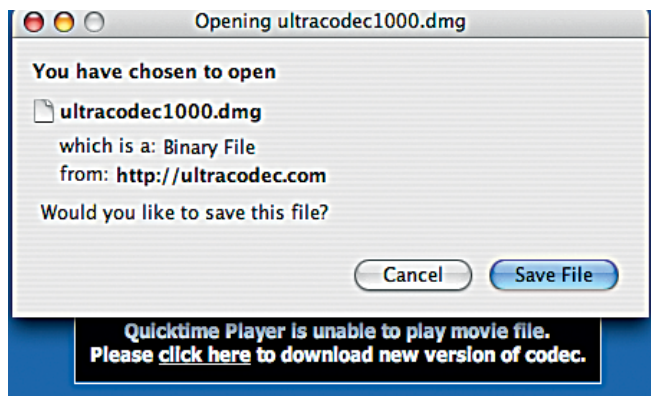 Opening ultracodec1000.dmg
You have chosen to open
ultracodec1000.dmg
which is a: Binary File
from: http://ultracodec.com
Would you like to save this file?
Cancel
Save File
Quicktime Player is unable to play movie file.
Please click here to download new version of codec.